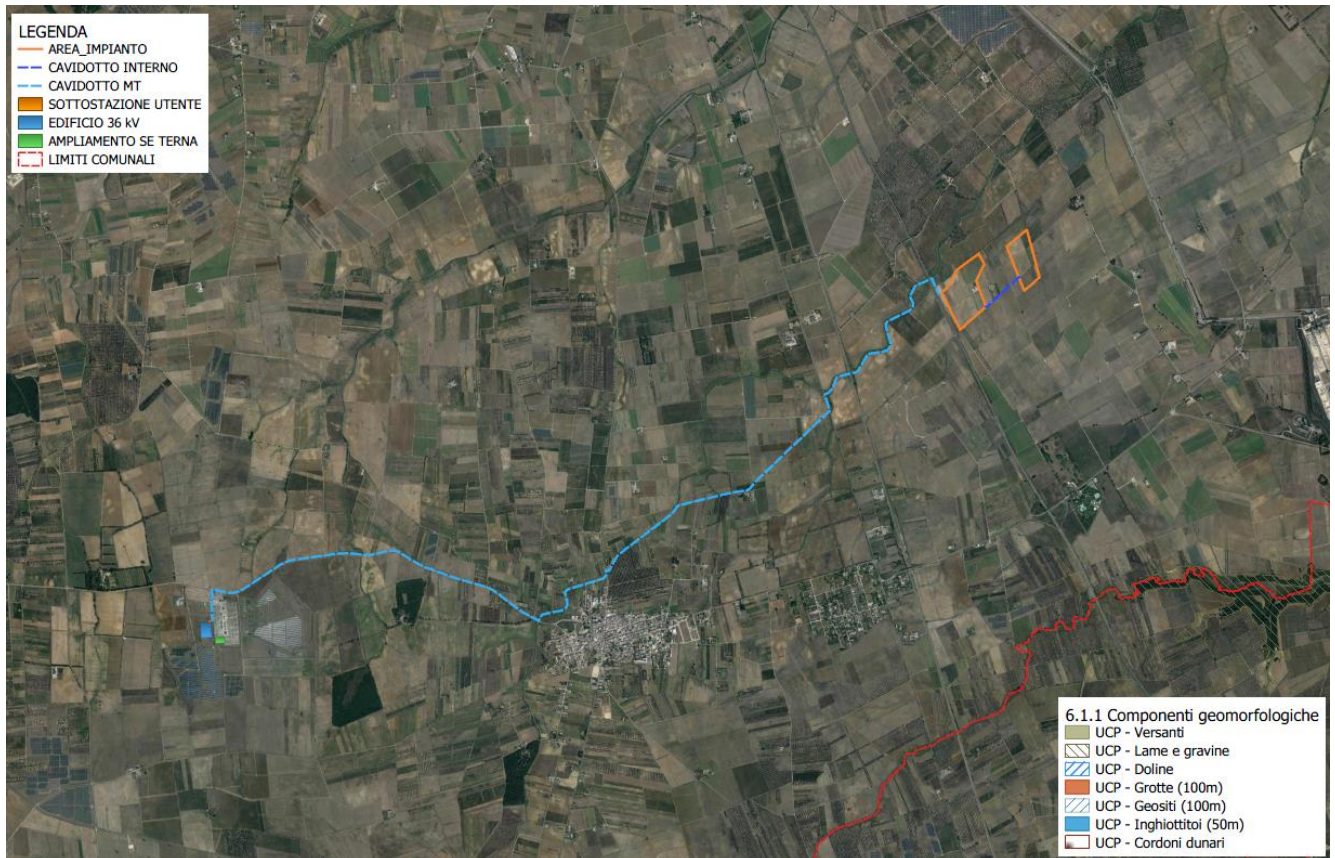 LEGENDA
AREA_IMPIANTO
CAVIDOTTO INTERNO
CAVIDOTTO MT
SOTTOSTAZIONE UTENTE
EDIFICIO 36 kV
AMPLIAMENTO SE TERNA
LIMITI COMUNALI
6.1.1 Componenti geomorfologiche
UCP - Versanti
UCP - Lame e gravine
UCP - Doline
UCP - Grotte (100m)
UCP - Geositi (100m)
UCP - Inghiottitoi (50m)
UCP - Cordoni dunari